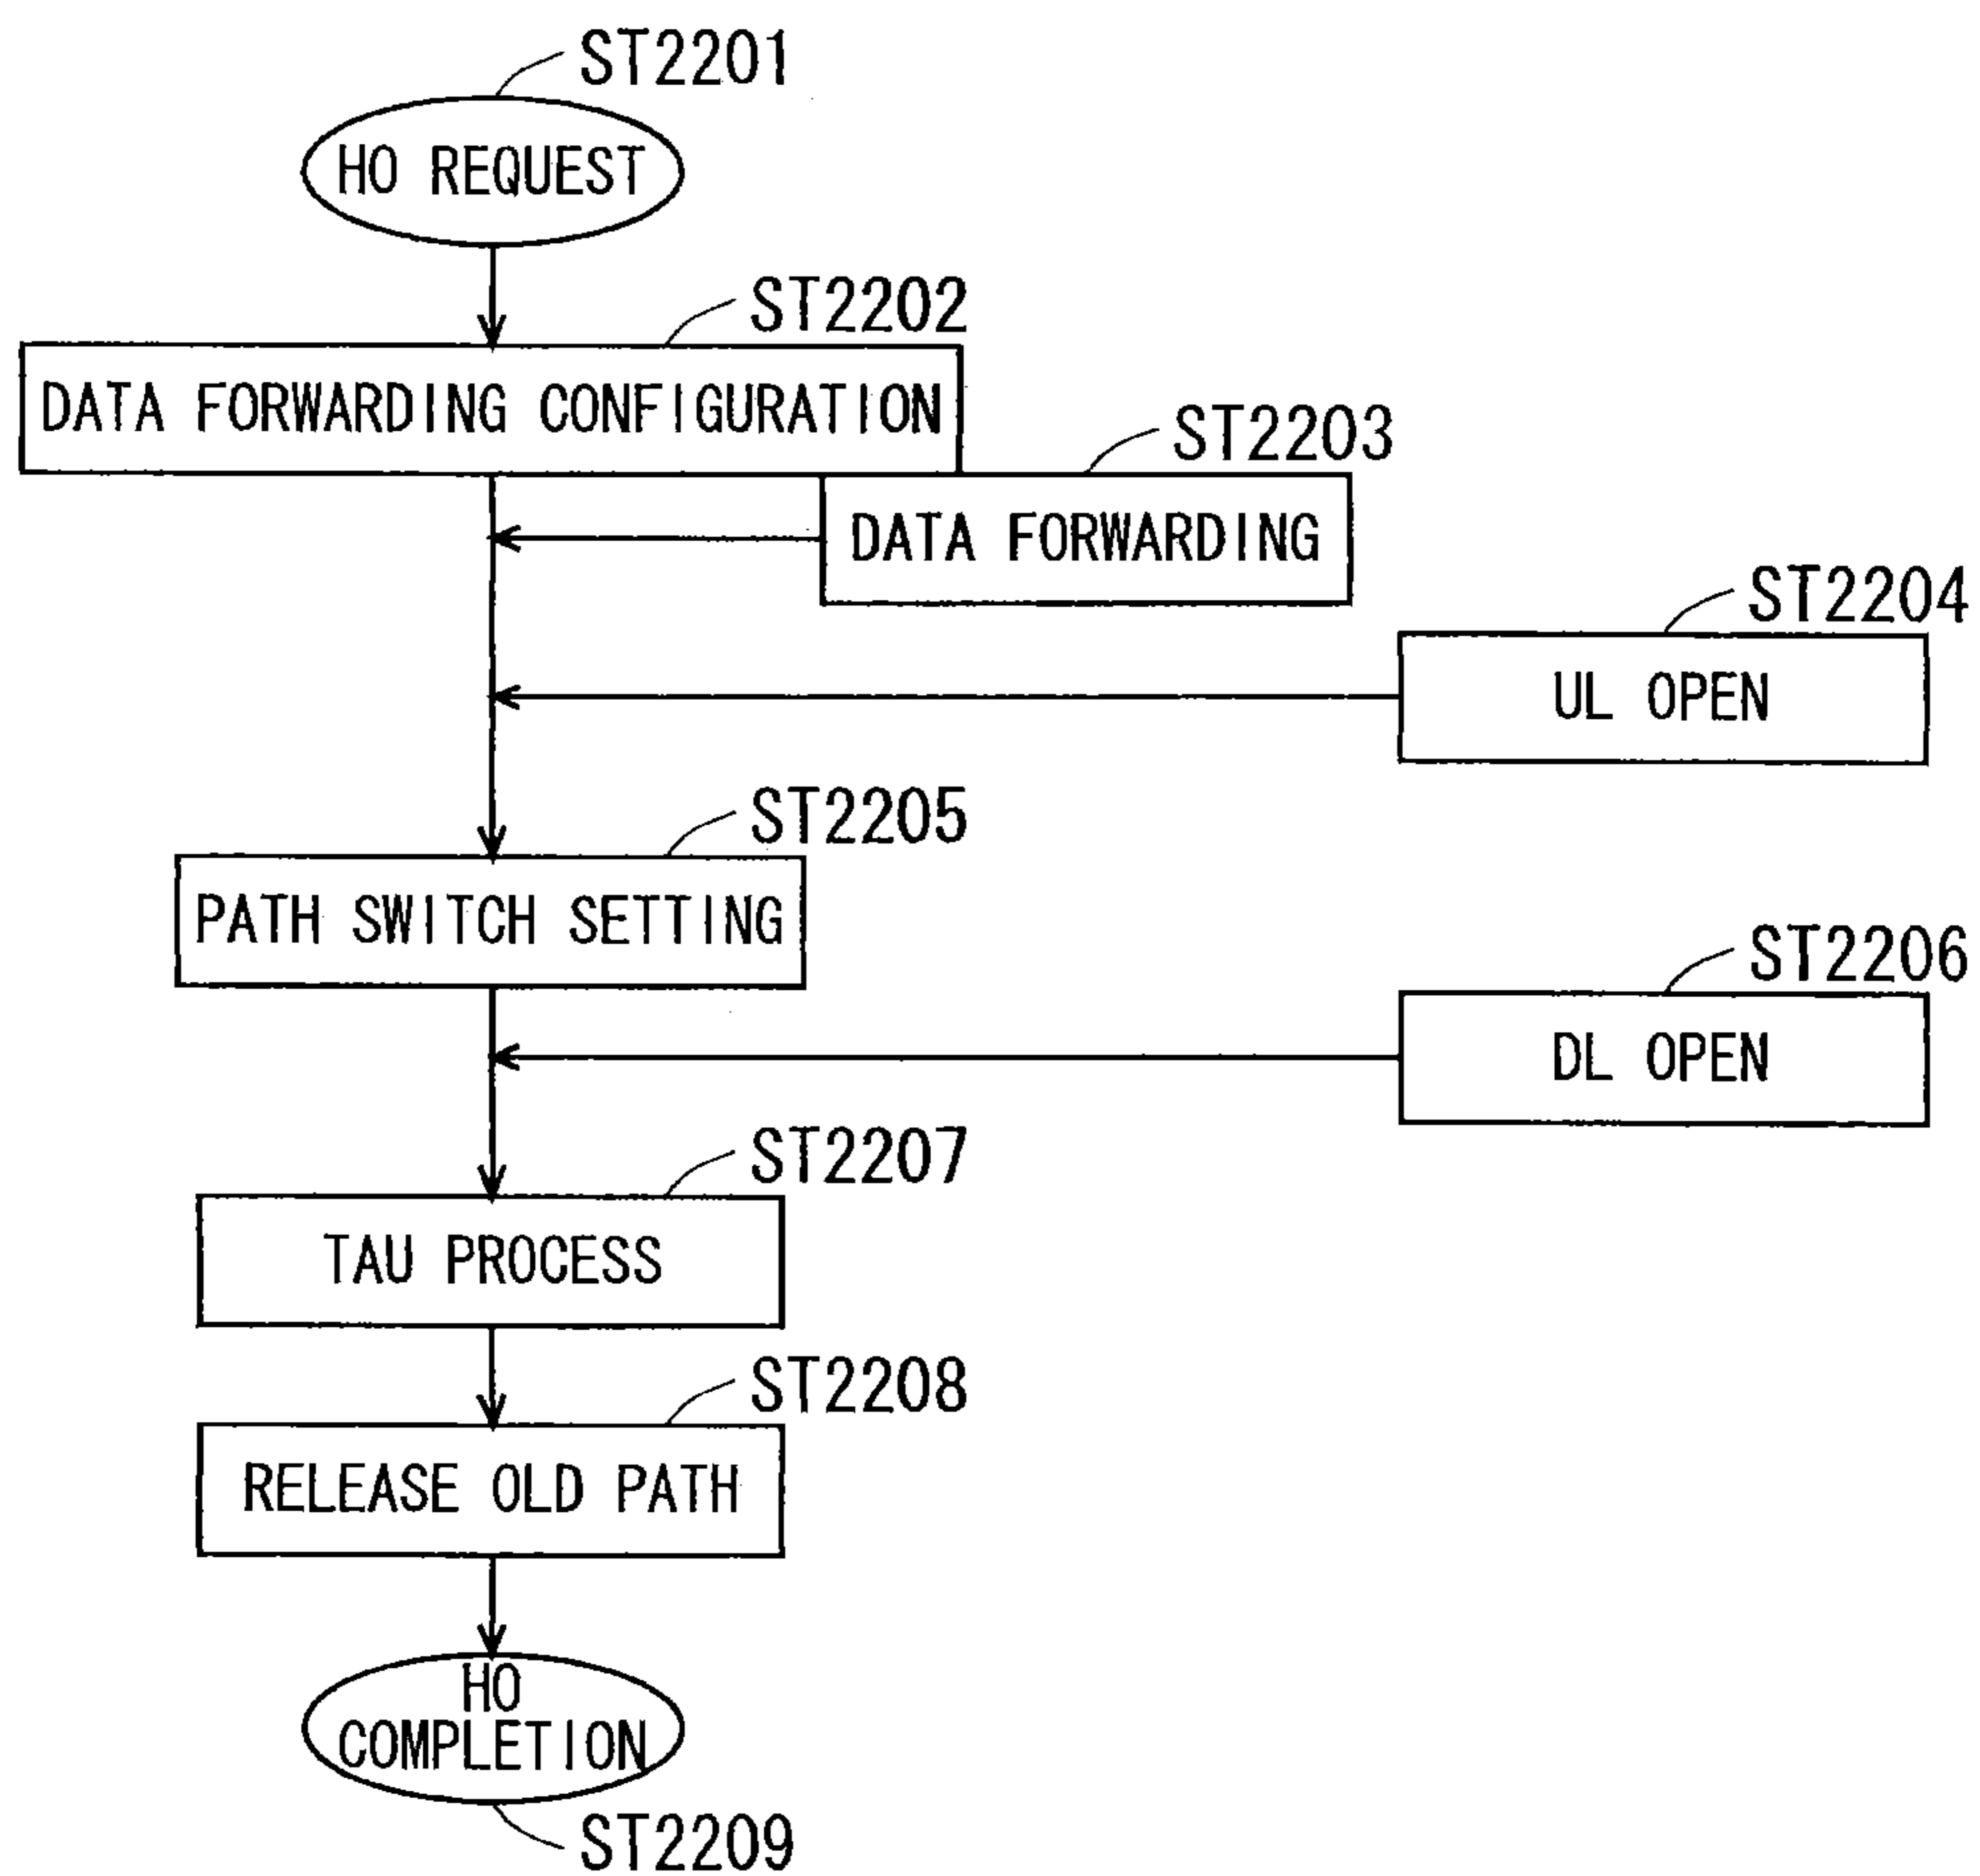 ST2201
HO REQUEST
ST2202
DATA FORWARDING CONFIGURATION
ST2203
DATA FORWARDING
ST2204
UL OPEN
ST2205
PATH SWITCH SETTING
ST2206
DL OPEN
ST2207
TAU PROCESS
ST2208
RELEASE OLD PATH
HO
COMPLETION
ST2209